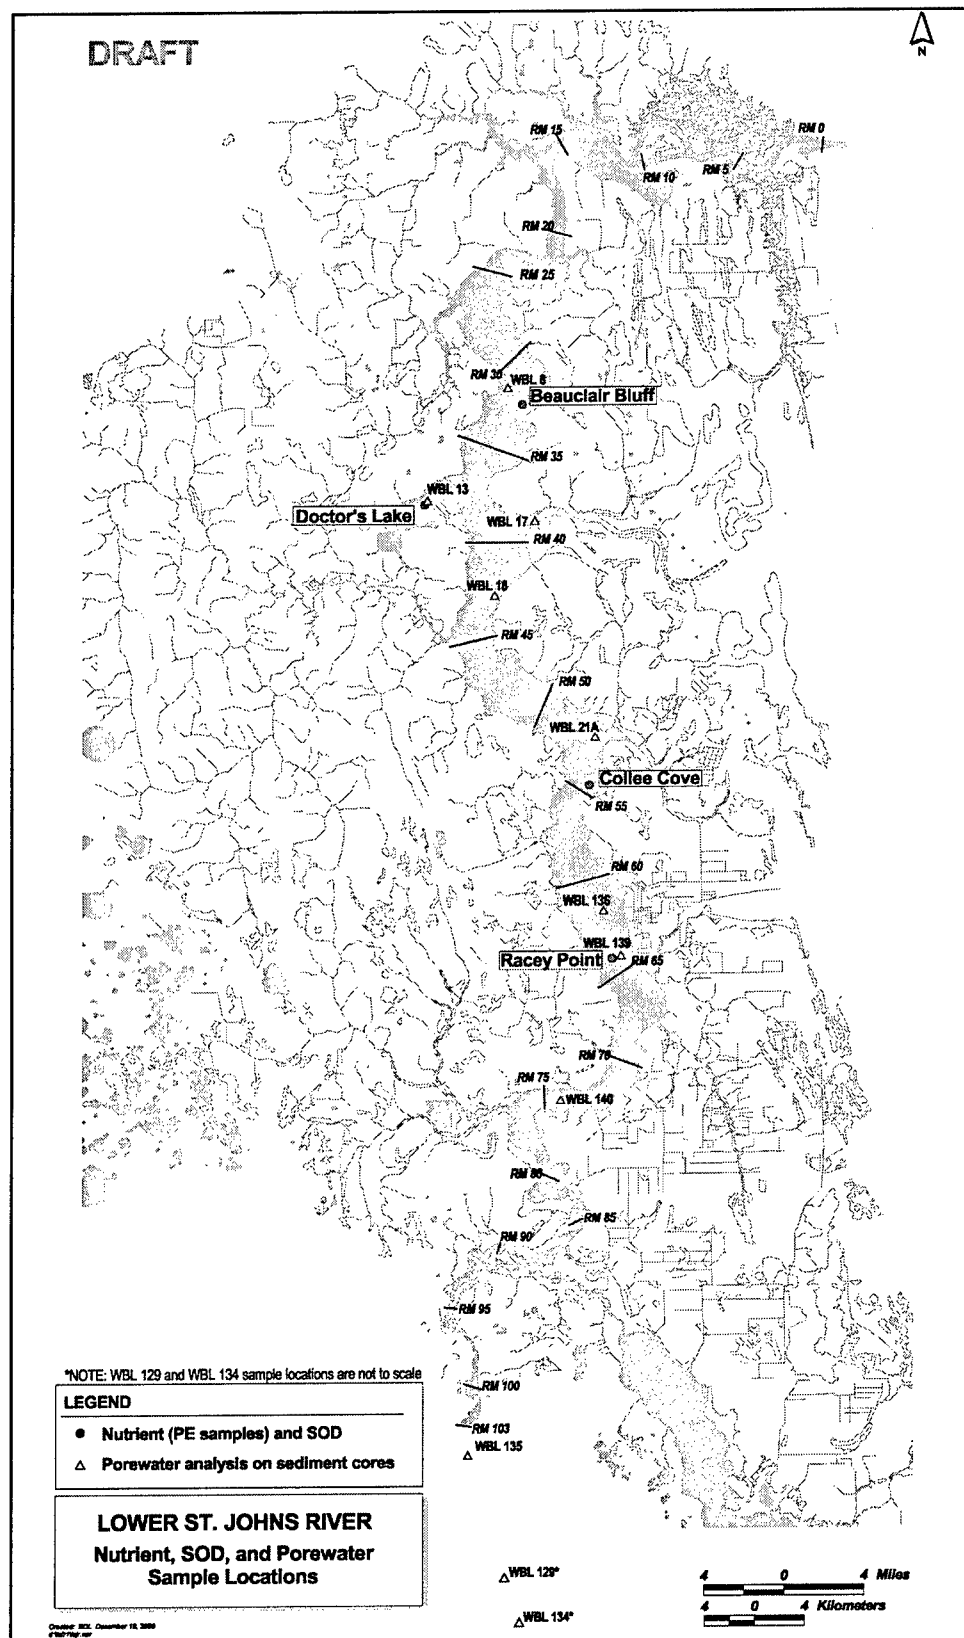 DRAFT
N
RM 0
RM 15
RM 5
RM 10
RM 20
RM 25
RM 30
WBL 6
Beauclair Bluff
RM 35
WBL 13
Doctor's Lake
WBL 17
RM 40
WBL 18
RM 45
RM 50
WBL 21A
Collee Cove
RM 55
RM 60
WBL 136
WBL 139
Racey Point
RM 65
RM 70
RM 75
WBL 140
RM 80
RM 85
RM 90
RM 95
*NOTE: WBL 129 and WBL 134 sample locations are not to scale
RM 100
LEGEND
RM 103
Nutrient (PE samples) and SOD
WBL 135
Porewater analysis on sediment cores
LOWER ST. JOHNS RIVER
Nutrient, SOD, and Porewater
Sample Locations
WBL 129*
4 0 4 Miles
4 0 4 Kilometers
WBL 134*